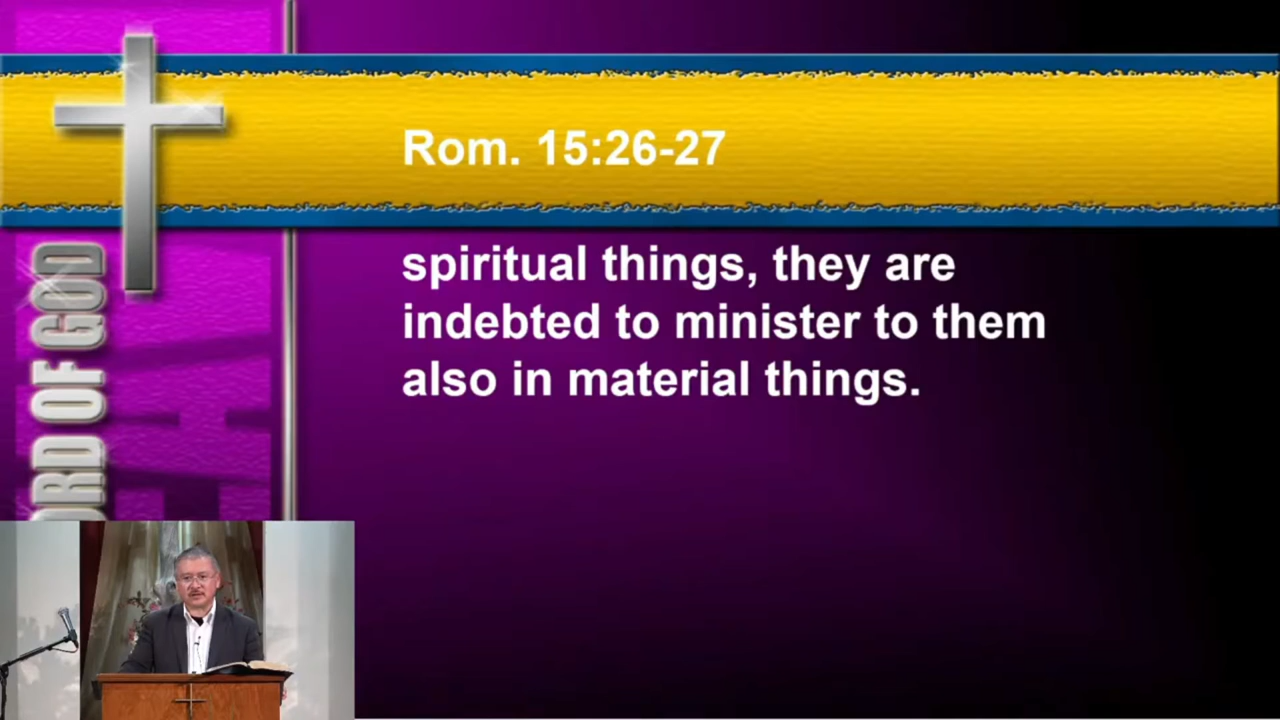 Rom. 15:26-27
spiritual things, they are
indebted to minister to them
also in material things.
ORD OF GOD